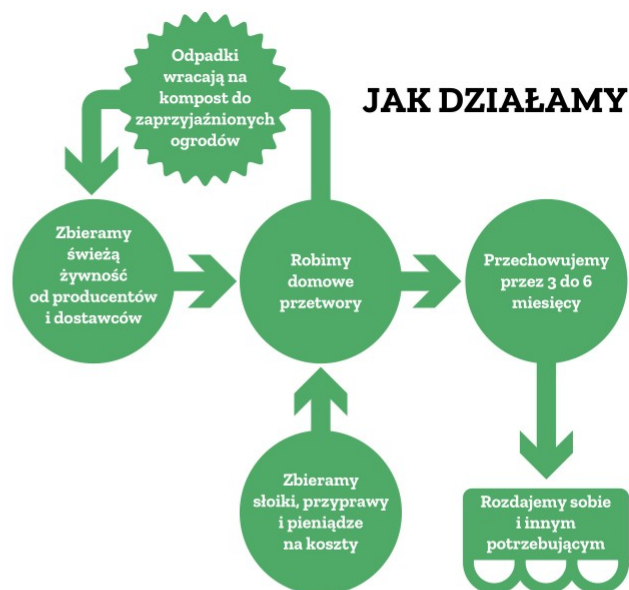 JAK DZIAŁAMY
Odpadki
wracają na
kompost do
zaprzyjaźnionych
ogrodów
Zbieramy
świeżą
żywność
od producentów
i dostawców
Robimy
domowe
przetwory
Przechowujemy
przez 3 do 6
miesięcy
Zbieramy
słoiki, przyprawy
i pieniądze
na koszty
Rozdajemy sobie
i innym
potrzebującym